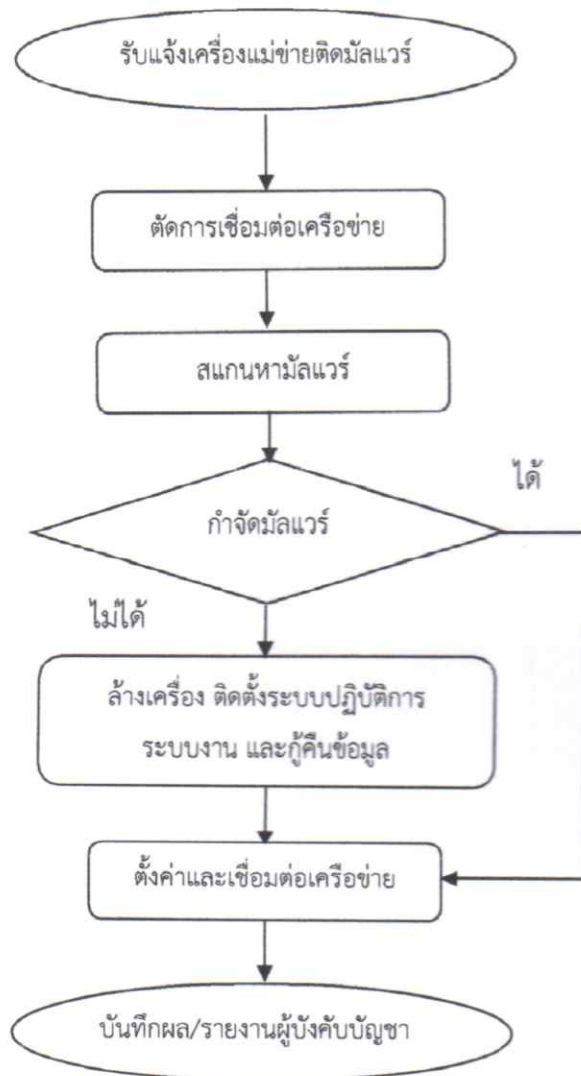 รับแจ้งเครื่องแม่ข่ายติดมัลแวร์
ตัดการเชื่อมต่อเครือข่าย
สแกนหามัลแวร์
กำจัดมัลแวร์
ได้
ไม่ได้
ล้างเครื่อง ติดตั้งระบบปฏิบัติการ
ระบบงาน และกู้คืนข้อมูล
ตั้งค่าและเชื่อมต่อเครือข่าย
บันทึกผล/รายงานผู้บังคับบัญชา